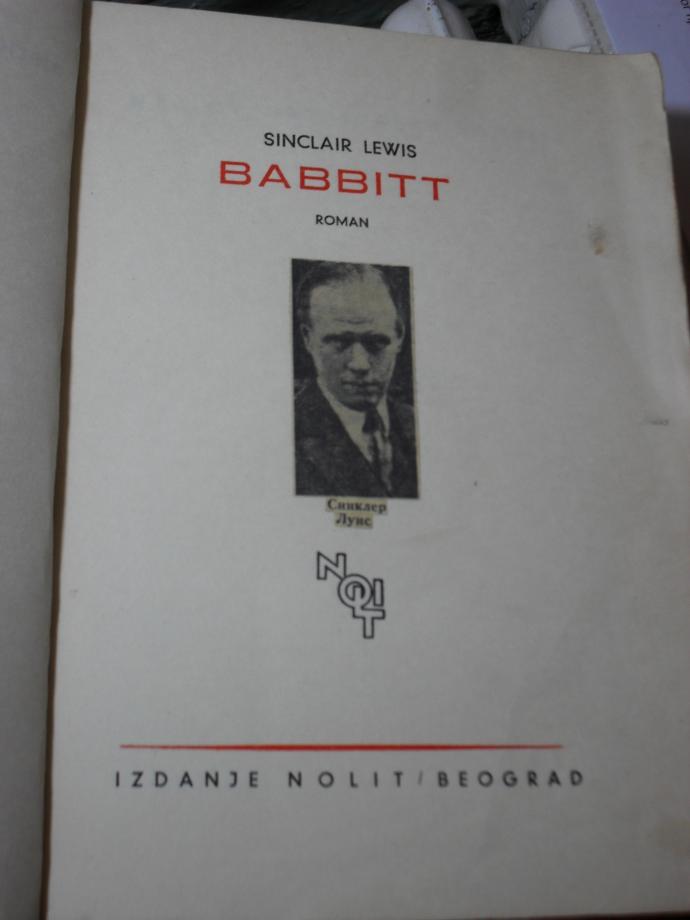 SINCLAIR LEWIS
BABBITT
ROMAN
Синклер
Луис
NOLIT
IZDANJE NOLIT/BEOGRAD